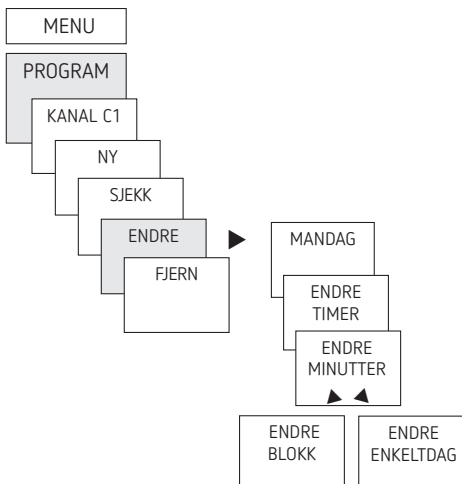 MENU
PROGRAM
KANAL C1
NY
SJEKK
ENDRE
FJERN
MANDAG
ENDRE
TIMER
ENDRE
MINUTTER
ENDRE
BLOKK
ENDRE
ENKELTDAG